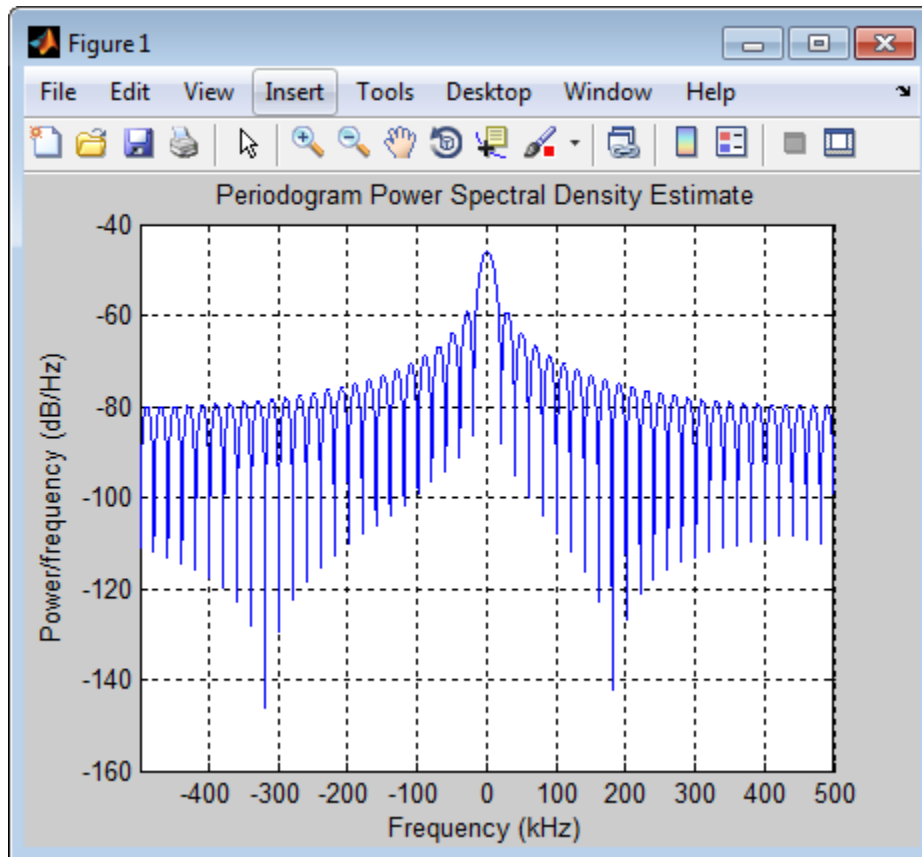 Figure 1
File Edit View Insert Tools Desktop Window Help
Periodogram Power Spectral Density Estimate
Power/frequency (dB/Hz)
-40
-60
-80
-100
-120
-140
-160
-400 -300 -200 -100 0 100 200 300 400 500
Frequency (kHz)